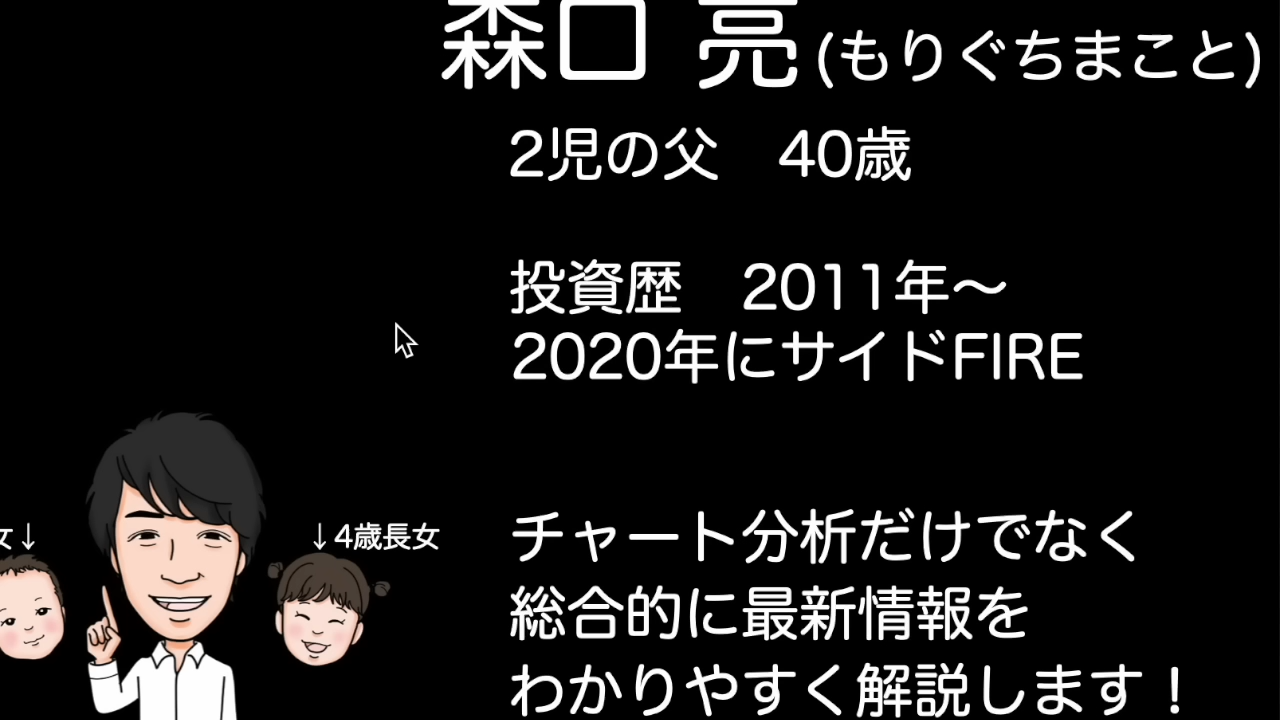 森口 亮(もりぐちまこと)
2児の父 40歳
投資歴 2011年〜
2020年にサイドFIRE
女↓
↓4歳長女
チャート分析だけでなく
総合的に最新情報を
わかりやすく解説します！